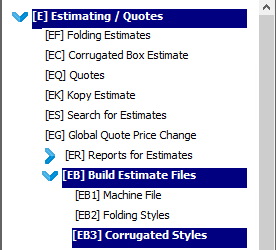 [E] Estimating / Quotes
[EF] Folding Estimates
[EC] Corrugated Box Estimate
[EQ] Quotes
[EK] Kopy Estimate
[ES] Search for Estimates
[EG] Global Quote Price Change
[ER] Reports for Estimates
[EB] Build Estimate Files
[EB1] Machine File
[EB2] Folding Styles
[EB3] Corrugated Styles